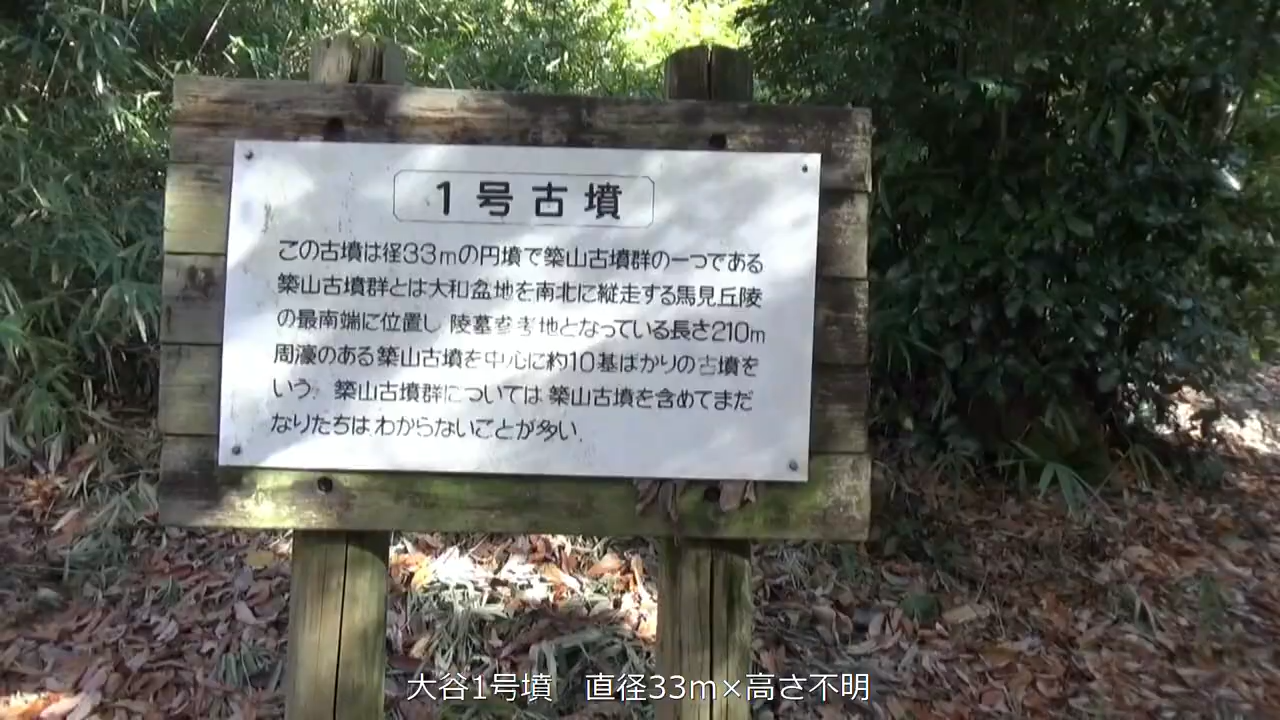 1号古墳
この古墳は径33mの円墳で築山古墳群の一つである
築山古墳群とは大和盆地を南北に縦走する馬見丘陵
の最南端に位置し 陵墓参考地となっている長さ210m
周濠のある築山古墳を中心に約10基ばかりの古墳を
いう。 築山古墳群については 築山古墳を含めてまだ
なりたちは わからないことが多い.
大谷1号墳 直径33m×高さ不明